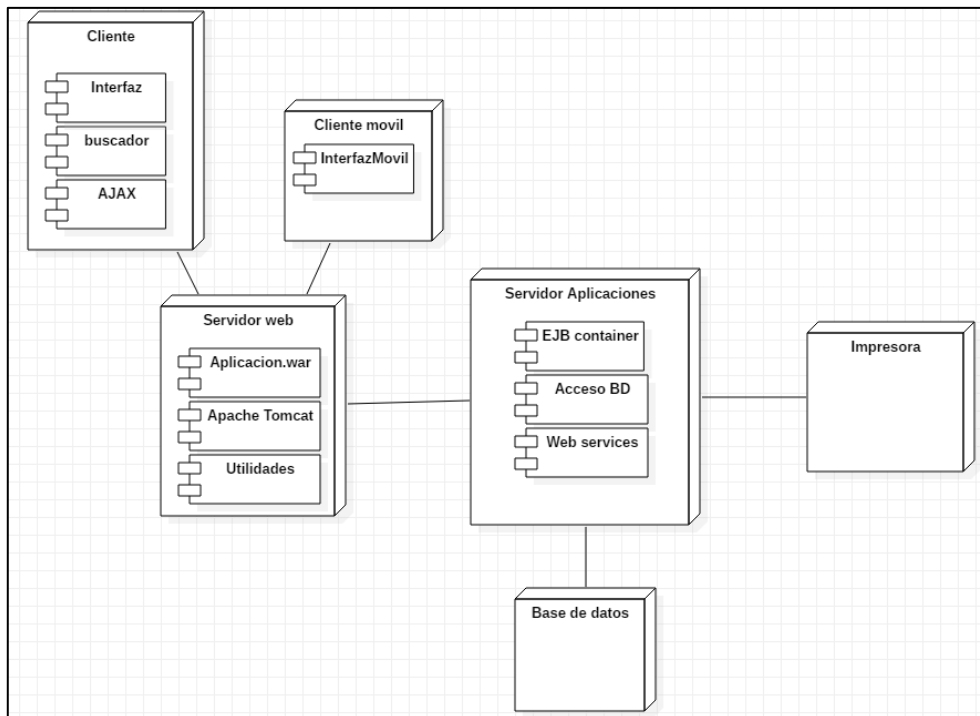 Cliente
Interfaz
buscador
AJAX
Cliente movil
InterfazMovil
Servidor web
Aplicacion.war
Apache Tomcat
Utilidades
Servidor Aplicaciones
EJB container
Acceso BD
Web services
Impresora
Base de datos